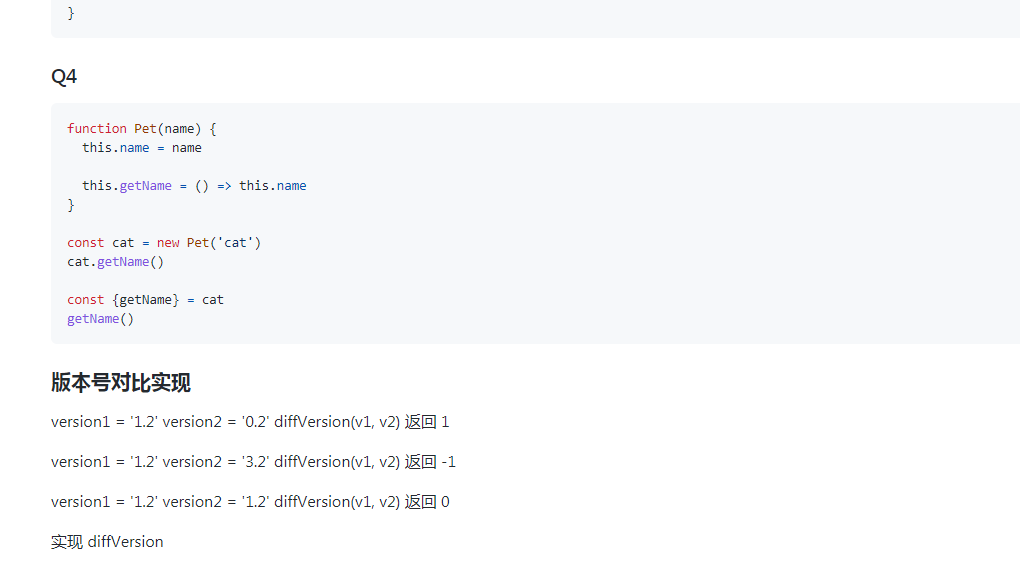 }
Q4
function Pet(name) {
  this.name = name
  this.getName = () => this.name
}
const cat = new Pet('cat')
cat.getName()
const {getName} = cat
getName()
版本号对比实现
version1 = '1.2' version2 = '0.2' diffVersion(v1, v2) 返回 1
version1 = '1.2' version2 = '3.2' diffVersion(v1, v2) 返回 -1
version1 = '1.2' version2 = '1.2' diffVersion(v1, v2) 返回 0
实现 diffVersion